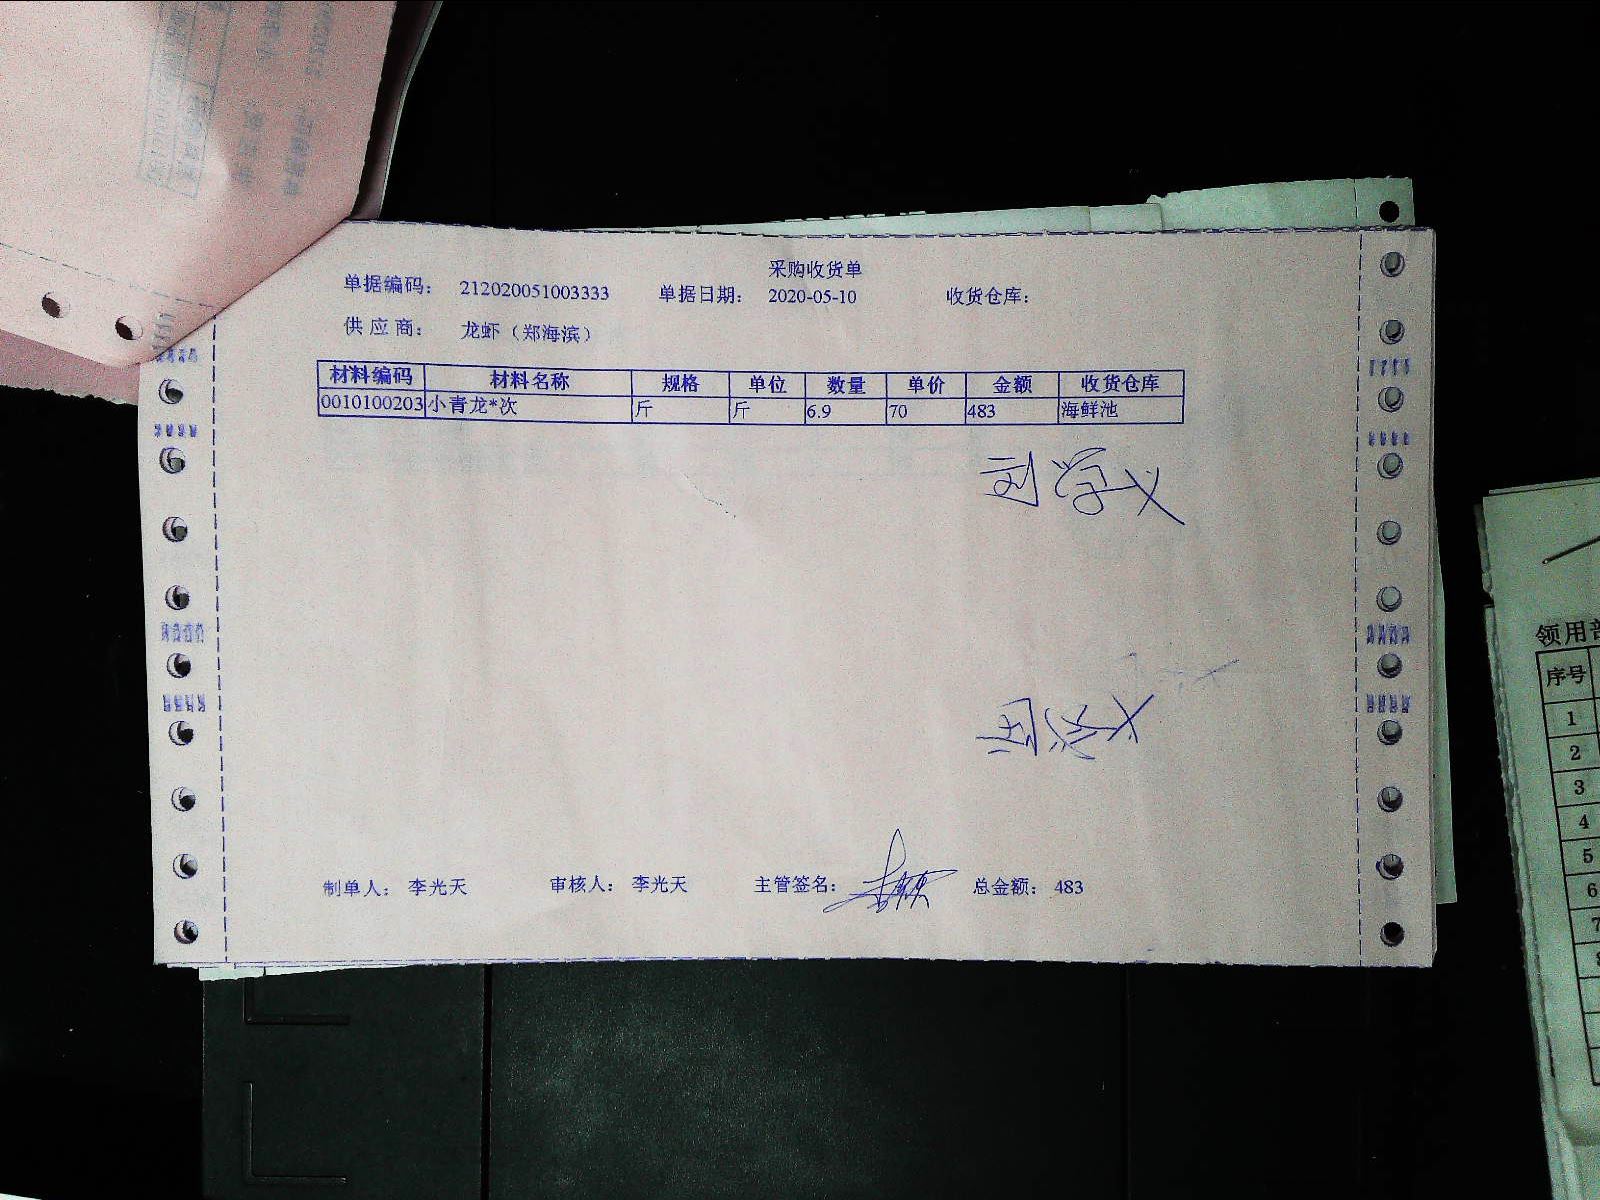 采购收货单
单据编码： 212020051003333 单据日期： 2020-05-10 收货仓库：
供应商： 龙虾（郑海滨）
材料编码 材料名称 规格 单位 数量 单价 金额 收货仓库
0010100203 小青龙*次 斤 斤 6.9 70 483 海鲜池
刘学义
制单人： 李光天 审核人： 李光天 主管签名： 总金额： 483
领用部
序号
1
2
3
4
5
6
7
8